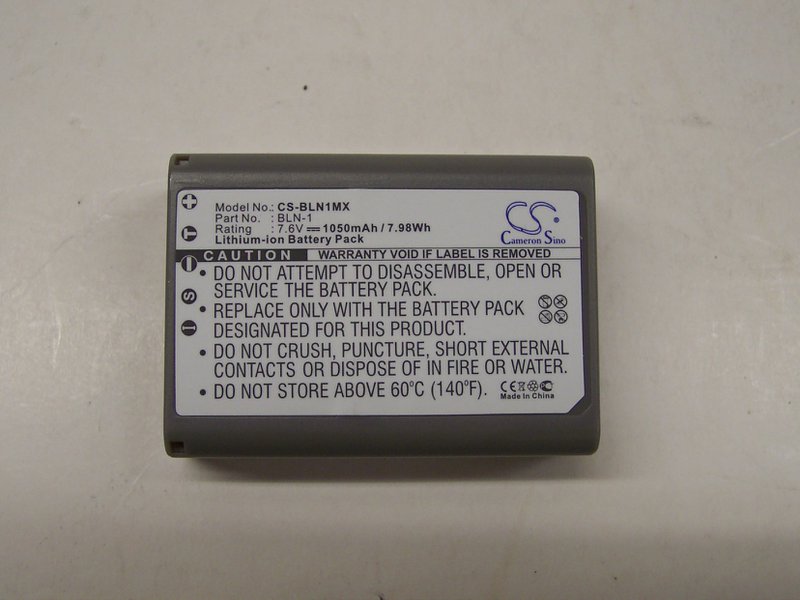 Model No.: CS-BLN1MX
Part No. : BLN-1
Rating : 7.6V 1050mAh / 7.98Wh
Lithium-ion Battery Pack
CS
Cameron Sino
CAUTION WARRANTY VOID IF LABEL IS REMOVED
• DO NOT ATTEMPT TO DISASSEMBLE, OPEN OR
SERVICE THE BATTERY PACK.
• REPLACE ONLY WITH THE BATTERY PACK
DESIGNATED FOR THIS PRODUCT.
• DO NOT CRUSH, PUNCTURE, SHORT EXTERNAL
CONTACTS OR DISPOSE OF IN FIRE OR WATER.
• DO NOT STORE ABOVE 60°C (140°F).
CE
Made In China
+
T
S
−